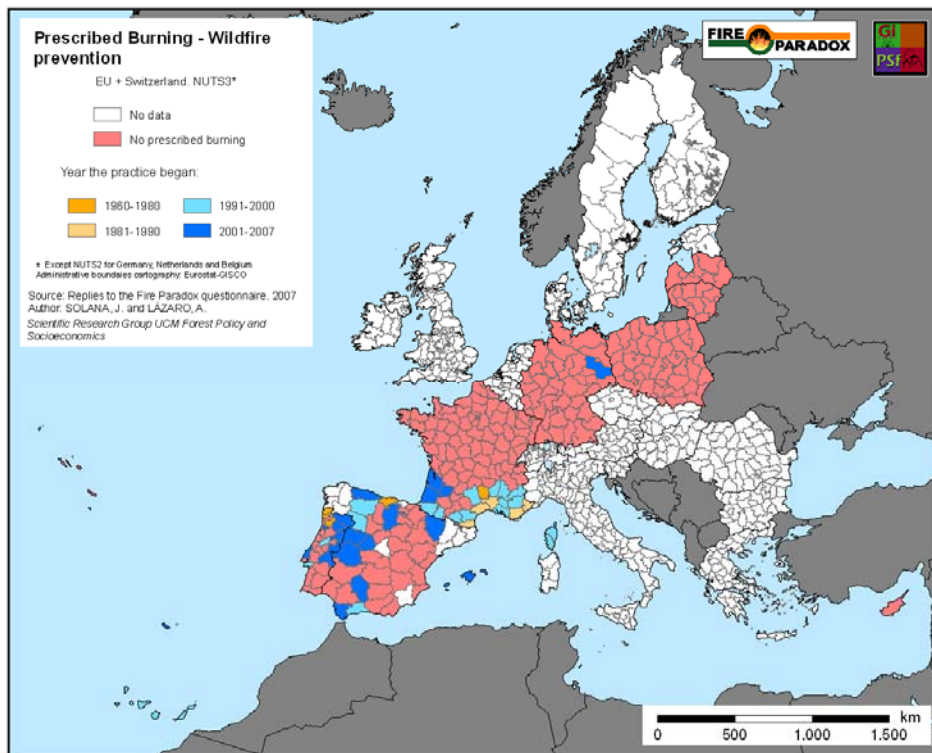 Prescribed Burning - Wildfire
prevention
EU + Switzerland. NUTS3*
No data
No prescribed burning
Year the practice began:
1960-1980
1991-2000
1981-1990
2001-2007
* Except NUTS2 for Germany, Netherlands and Belgium
Administrative boundaies cartography: Eurostat-GISCO
Source: Replies to the Fire Paradox questionnaire. 2007
Author: SOLANA, J. and LÁZARO, A.
Scientific Research Group UCM Forest Policy and
Socioeconomics
FIRE
PARADOX
Gi
PSf
km
0 500 1.000 1.500